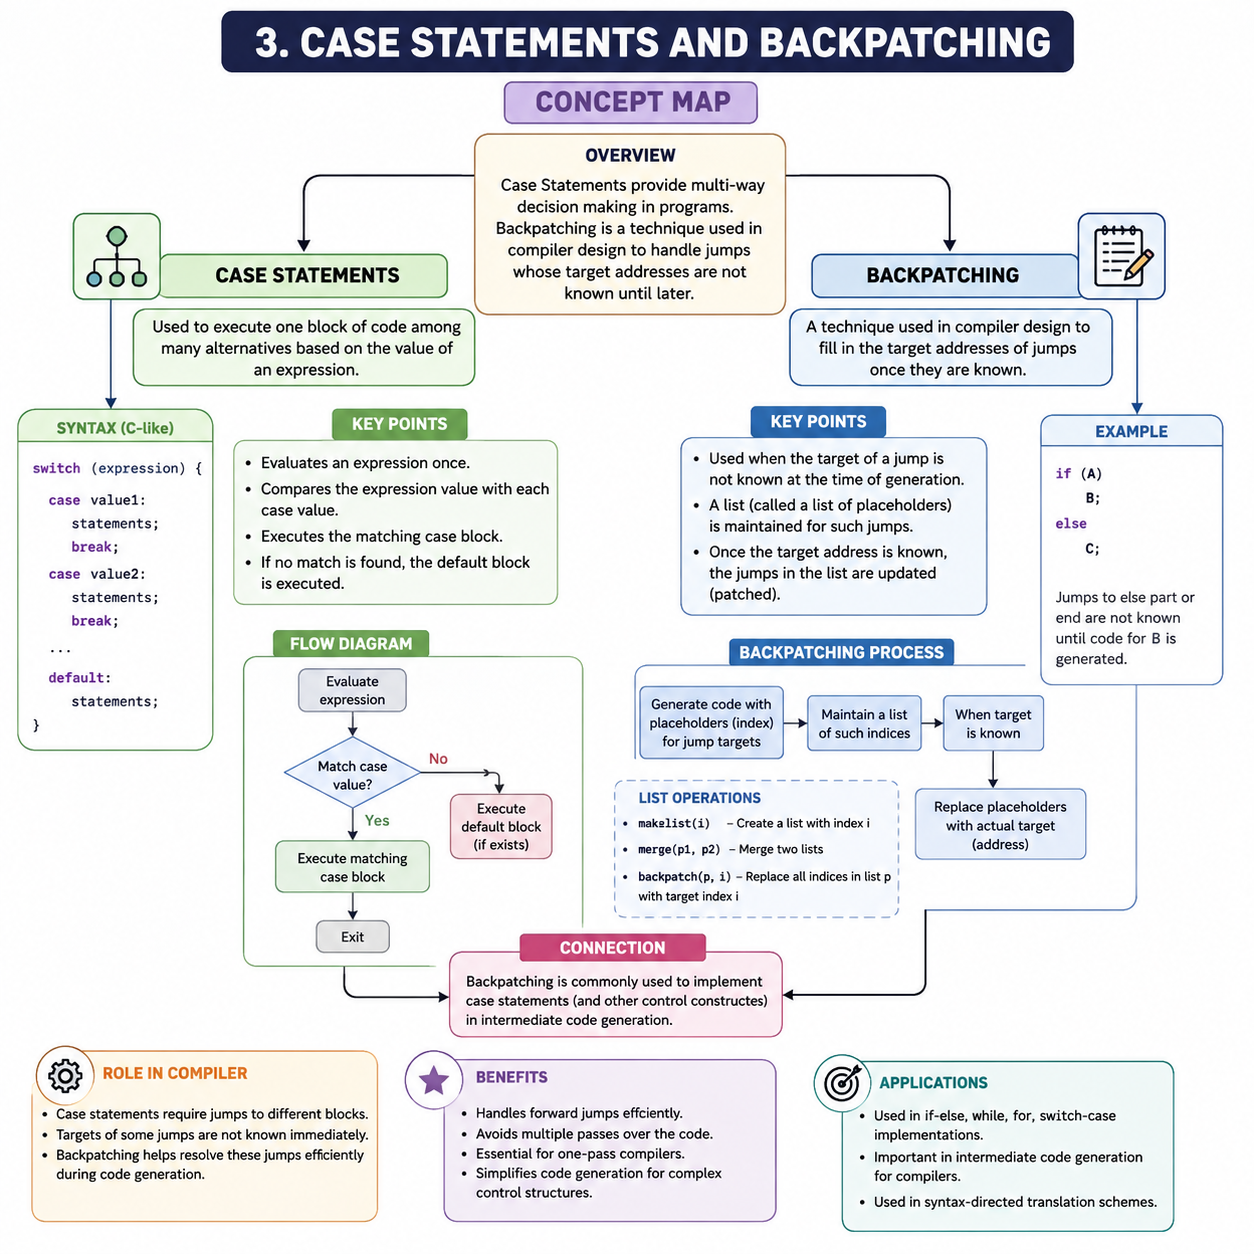 3. CASE STATEMENTS AND BACKPATCHING
CONCEPT MAP
OVERVIEW
Case Statements provide multi-way
decision making in programs.
Backpatching is a technique used in
compiler design to handle jumps
whose target addresses are not
known until later.
CASE STATEMENTS
Used to execute one block of code among
many alternatives based on the value of
an expression.
BACKPATCHING
A technique used in compiler design to
fill in the target addresses of jumps
once they are known.
SYNTAX (C-like)
switch (expression) {
case value1:
statements;
break;
case value2:
statements;
break;
...
default:
statements;
}
KEY POINTS
• Evaluates an expression once.
• Compares the expression value with each
case value.
• Executes the matching case block.
• If no match is found, the default block
is executed.
KEY POINTS
• Used when the target of a jump is
not known at the time of generation.
• A list (called a list of placeholders)
is maintained for such jumps.
• Once the target address is known,
the jumps in the list are updated
(patched).
EXAMPLE
if (A)
B;
else
C;
Jumps to else part or
end are not known
until code for B is
generated.
FLOW DIAGRAM
Evaluate
expression
Match case
value?
No
Yes
Execute
default block
(if exists)
Execute matching
case block
Exit
BACKPATCHING PROCESS
Generate code with
placeholders (index)
for jump targets
Maintain a list
of such indices
When target
is known
Replace placeholders
with actual target
(address)
LIST OPERATIONS
• makelist(i) – Create a list with index i
• merge(p1, p2) – Merge two lists
• backpatch(p, i) – Replace all indices in list p
with target index i
CONNECTION
Backpatching is commonly used to implement
case statements (and other control constructes)
in intermediate code generation.
ROLE IN COMPILER
• Case statements require jumps to different blocks.
• Targets of some jumps are not known immediately.
• Backpatching helps resolve these jumps efficiently
during code generation.
BENEFITS
• Handles forward jumps effciently.
• Avoids multiple passes over the code.
• Essential for one-pass compilers.
• Simplifies code generation for complex
control structures.
APPLICATIONS
• Used in if-else, while, for, switch-case
implementations.
• Important in intermediate code generation
for compilers.
• Used in syntax-directed translation schemes.